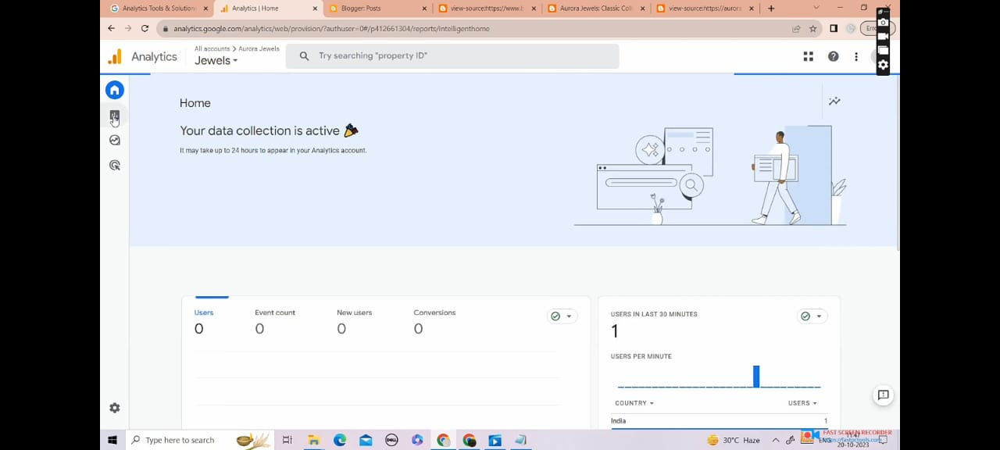 Analytics Tools & Solution
Analytics | Home
Blogger: Posts
view-source:https://www.b
Aurora Jewels: Classic Coll
view-source:https://aurora
analytics.google.com/analytics/web/provision/?authuser=0#/p412661304/reports/intelligenthome
Analytics
All accounts > Aurora Jewels
Jewels
Try searching "property ID"
Home
Your data collection is active
It may take up to 24 hours to appear in your Analytics account.
Users
Event count
New users
Conversions
0
0
0
0
USERS IN LAST 30 MINUTES
1
USERS PER MINUTE
COUNTRY
USERS
India
1
Type here to search
DELL
30°C Haze
ENG
11:47
20-10-2023
FAST SCREEN RECORDER
https://fastpctools.com